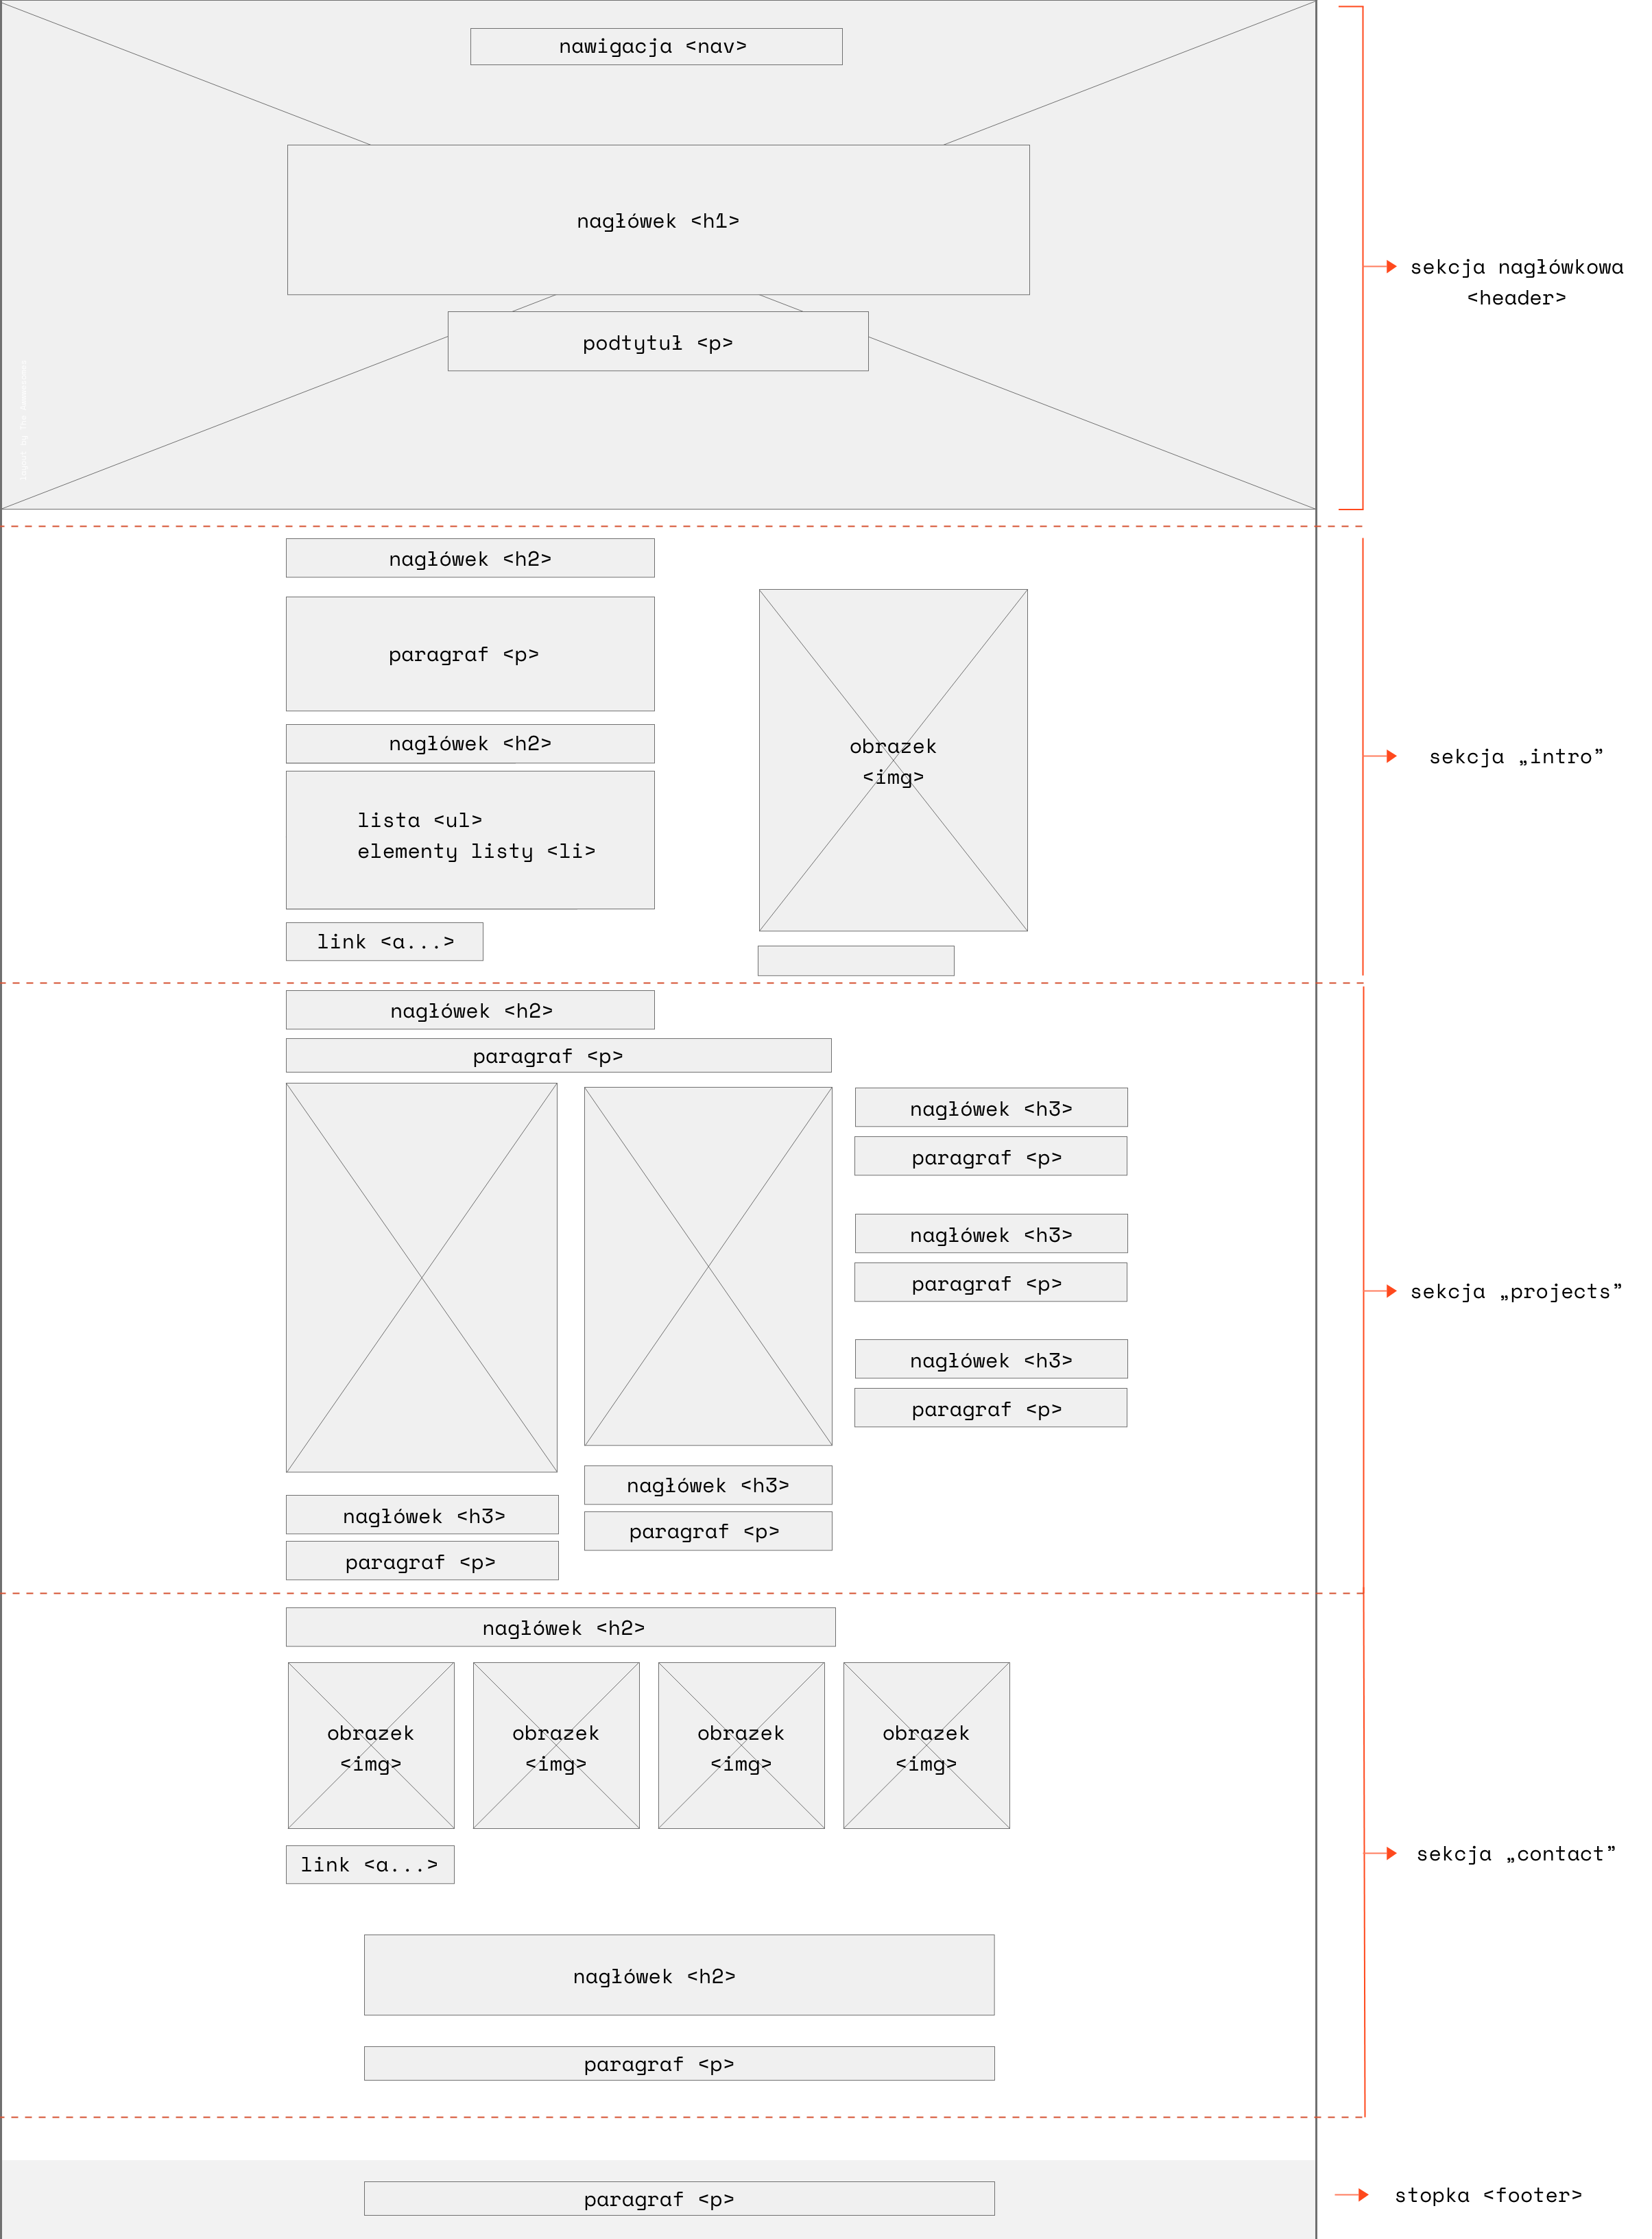 nawigacja <nav>
nagłówek <h1>
podtytuł <p>
sekcja nagłówkowa
<header>
nagłówek <h2>
paragraf <p>
nagłówek <h2>
lista <ul>
elementy listy <li>
link <a...>
obrazek
<img>
sekcja „intro”
nagłówek <h2>
paragraf <p>
nagłówek <h3>
paragraf <p>
nagłówek <h3>
paragraf <p>
nagłówek <h3>
paragraf <p>
nagłówek <h3>
paragraf <p>
nagłówek <h3>
paragraf <p>
sekcja „projects”
nagłówek <h2>
obrazek
<img>
obrazek
<img>
obrazek
<img>
obrazek
<img>
link <a...>
nagłówek <h2>
paragraf <p>
sekcja „contact”
paragraf <p>
stopka <footer>